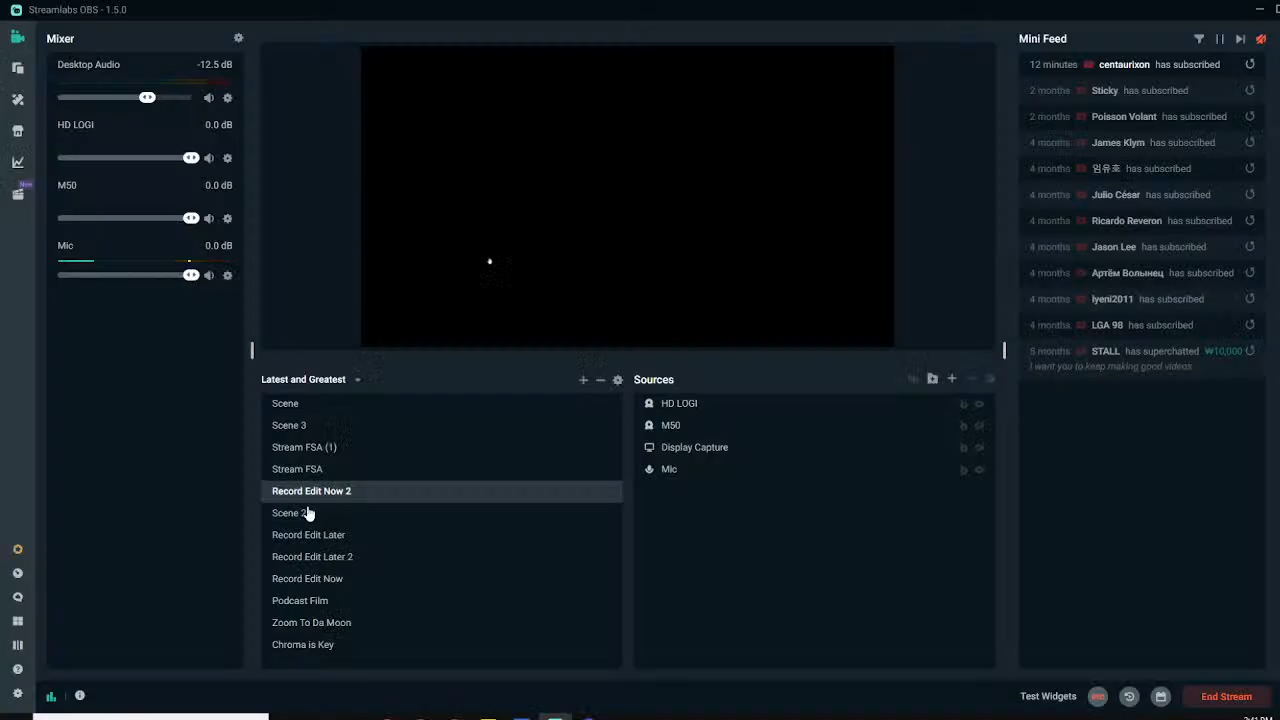 Streamlabs OBS - 1.5.0
Mixer
Desktop Audio -12.5 dB
HD LOGI 0.0 dB
M50 0.0 dB
Mic 0.0 dB
New
Latest and Greatest
Scene
Scene 3
Stream FSA (1)
Stream FSA
Record Edit Now 2
Scene 2
Record Edit Later
Record Edit Later 2
Record Edit Now
Podcast Film
Zoom To Da Moon
Chroma is Key
Sources
HD LOGI
M50
Display Capture
Mic
Mini Feed
12 minutes centaurixon has subscribed
2 months Sticky has subscribed
2 months Poisson Volant has subscribed
4 months James Klym has subscribed
4 months 임유호 has subscribed
4 months Julio César has subscribed
4 months Ricardo Reveron has subscribed
4 months Jason Lee has subscribed
4 months Артём Волынец has subscribed
4 months iyeni2011 has subscribed
4 months LGA 98 has subscribed
5 months STALL has superchatted ₩10,000
I want you to keep making good videos
Test Widgets REC End Stream